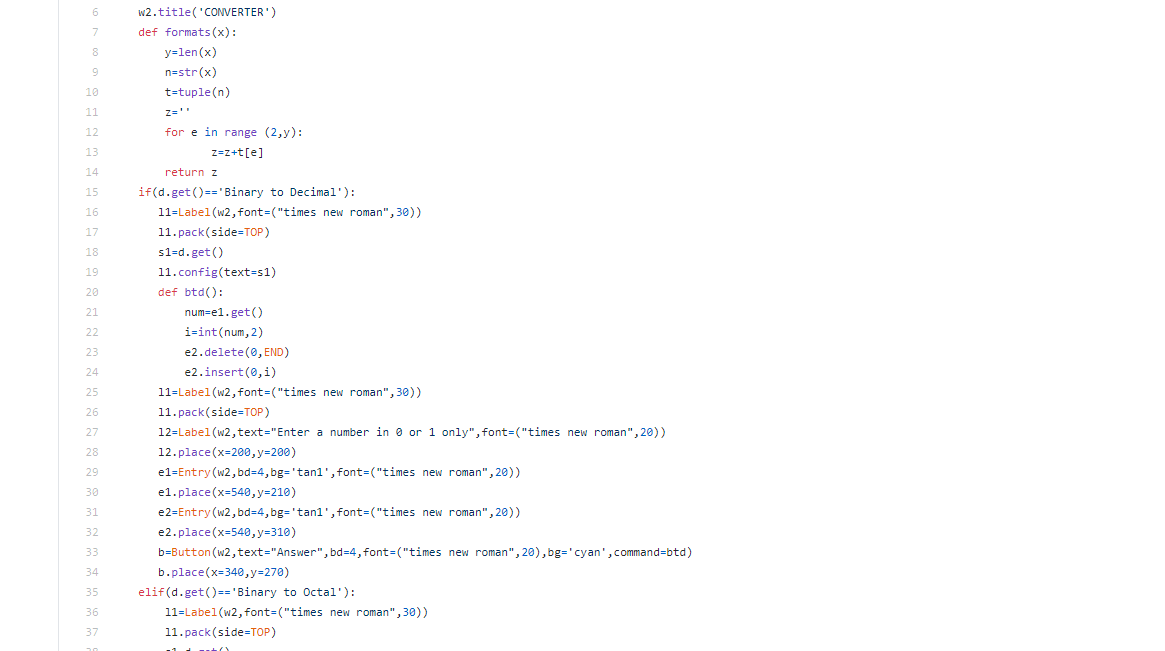 6 w2.title('CONVERTER')
7 def formats(x):
8 y=len(x)
9 n=str(x)
10 t=tuple(n)
11 z=''
12 for e in range (2,y):
13 z=z+t[e]
14 return z
15 if(d.get()=='Binary to Decimal'):
16 l1=Label(w2,font=("times new roman",30))
17 l1.pack(side=TOP)
18 s1=d.get()
19 l1.config(text=s1)
20 def btd():
21 num=e1.get()
22 i=int(num,2)
23 e2.delete(0,END)
24 e2.insert(0,i)
25 l1=Label(w2,font=("times new roman",30))
26 l1.pack(side=TOP)
27 l2=Label(w2,text="Enter a number in 0 or 1 only",font=("times new roman",20))
28 l2.place(x=200,y=200)
29 e1=Entry(w2,bd=4,bg='tan1',font=("times new roman",20))
30 e1.place(x=540,y=210)
31 e2=Entry(w2,bd=4,bg='tan1',font=("times new roman",20))
32 e2.place(x=540,y=310)
33 b=Button(w2,text="Answer",bd=4,font=("times new roman",20),bg='cyan',command=btd)
34 b.place(x=340,y=270)
35 elif(d.get()=='Binary to Octal'):
36 l1=Label(w2,font=("times new roman",30))
37 l1.pack(side=TOP)